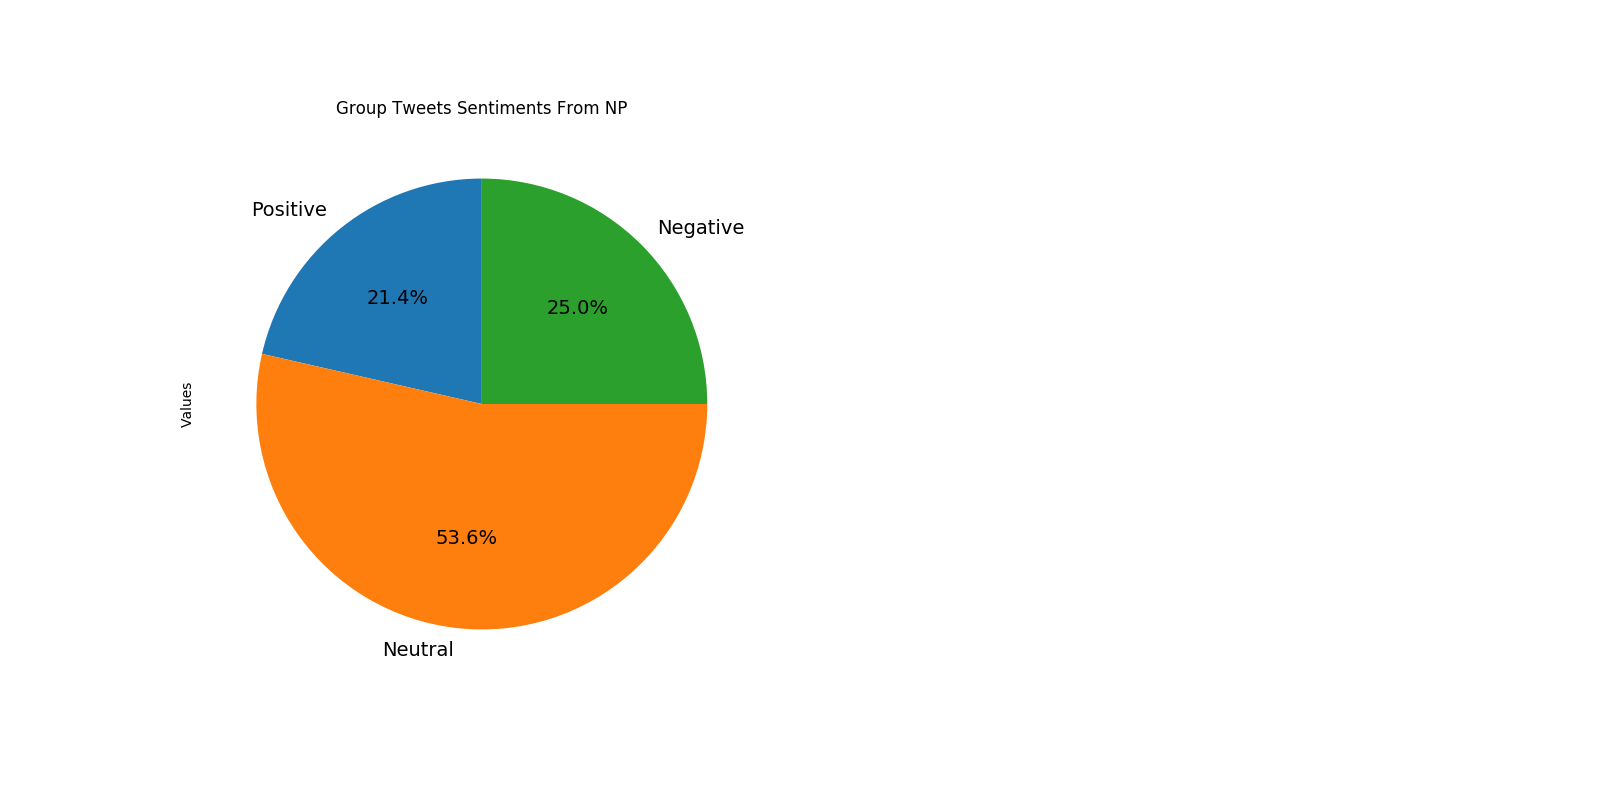 Group Tweets Sentiments From NP
Positive
Negative
21.4%
25.0%
Values
53.6%
Neutral